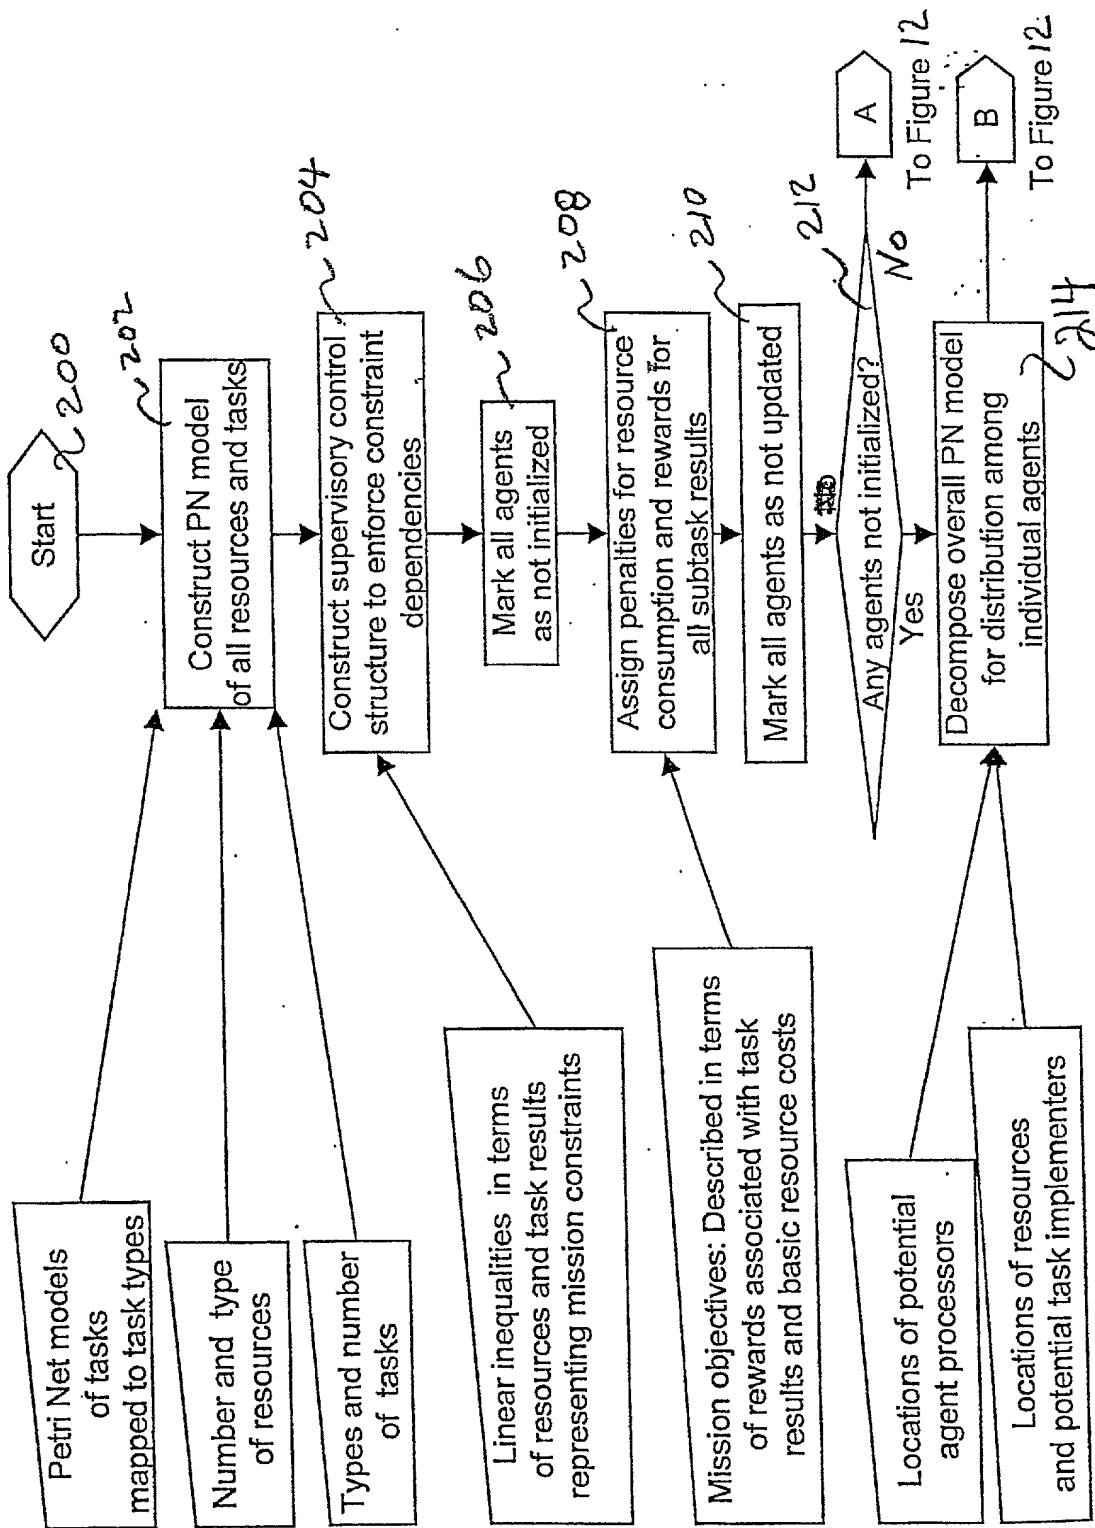 Start
200
Petri Net models
of tasks
mapped to task types
Number and type
of resources
Types and number
of tasks
202
Construct PN model
of all resources and tasks
Linear inequalities in terms
of resources and task results
representing mission constraints
204
Construct supervisory control
structure to enforce constraint
dependencies
206
Mark all agents
as not initialized
Mission objectives: Described in terms
of rewards associated with task
results and basic resource costs
208
Assign penalties for resource
consumption and rewards for
all subtask results
210
Mark all agents as not updated
212
Any agents not initialized?
No
A
To Figure 12
Yes
Locations of potential
agent processors
Locations of resources
and potential task implementers
Decompose overall PN model
for distribution among
individual agents
214
B
To Figure 12